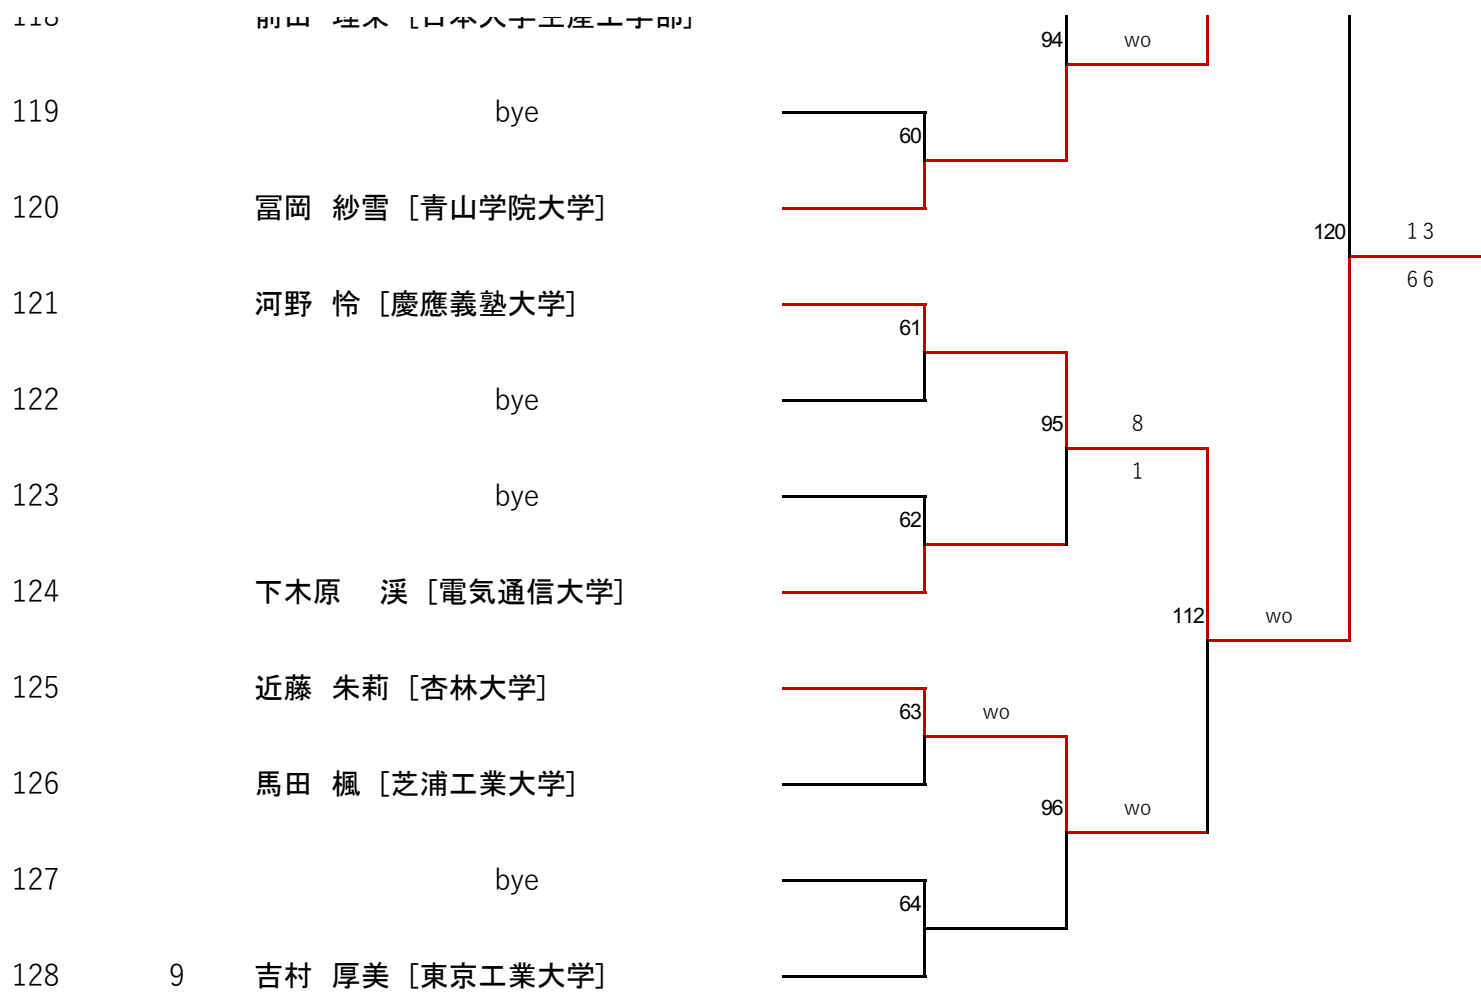 94 wo
119 bye
60
120 冨岡 紗雪 [青山学院大学]
120 1 3
6 6
121 河野 怜 [慶應義塾大学]
61
122 bye
95 8
1
123 bye
62
124 下木原 渓 [電気通信大学]
112 wo
125 近藤 朱莉 [杏林大学]
63 wo
126 馬田 楓 [芝浦工業大学]
96 wo
127 bye
64
128 9 吉村 厚美 [東京工業大学]